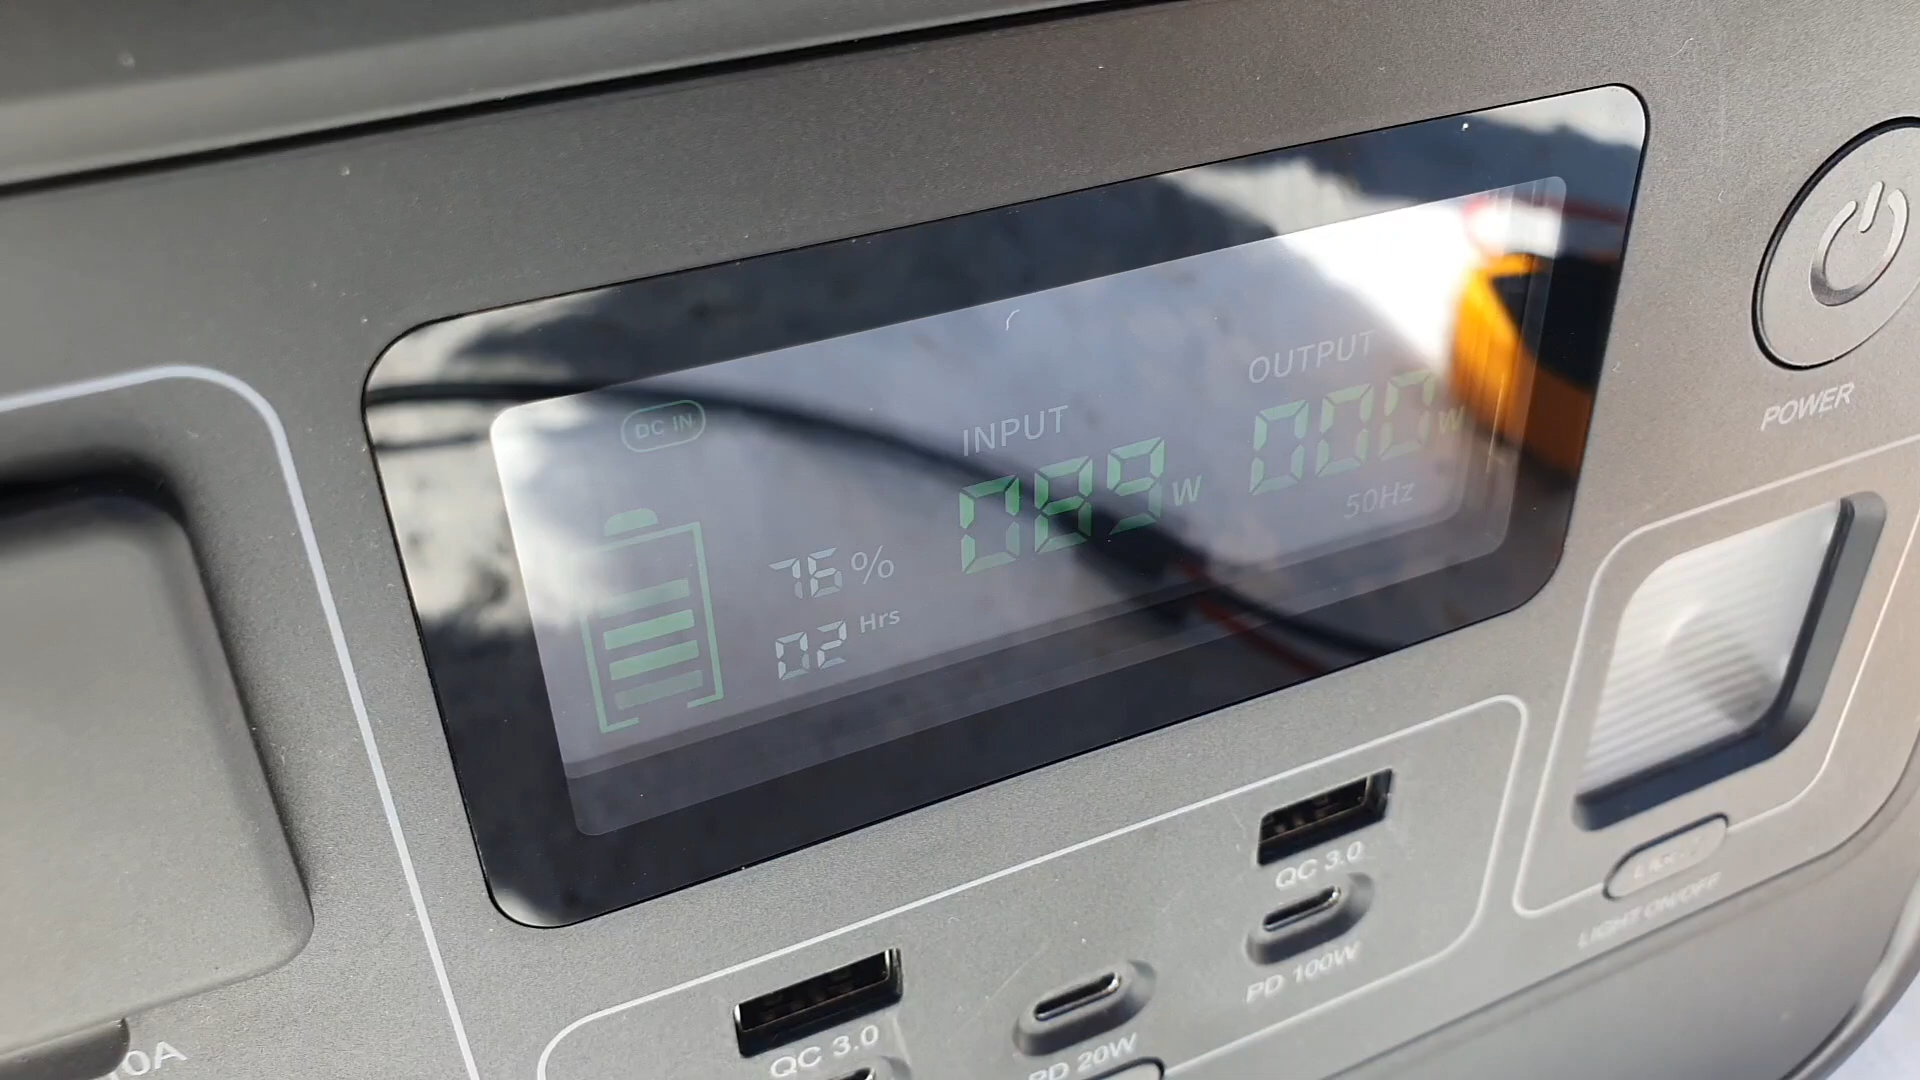 DC IN
INPUT
089 W
OUTPUT
000 W
50Hz
76 %
02 Hrs
POWER
QC 3.0
PD 100W
LIGHT ON/OFF
QC 3.0
PD 20W